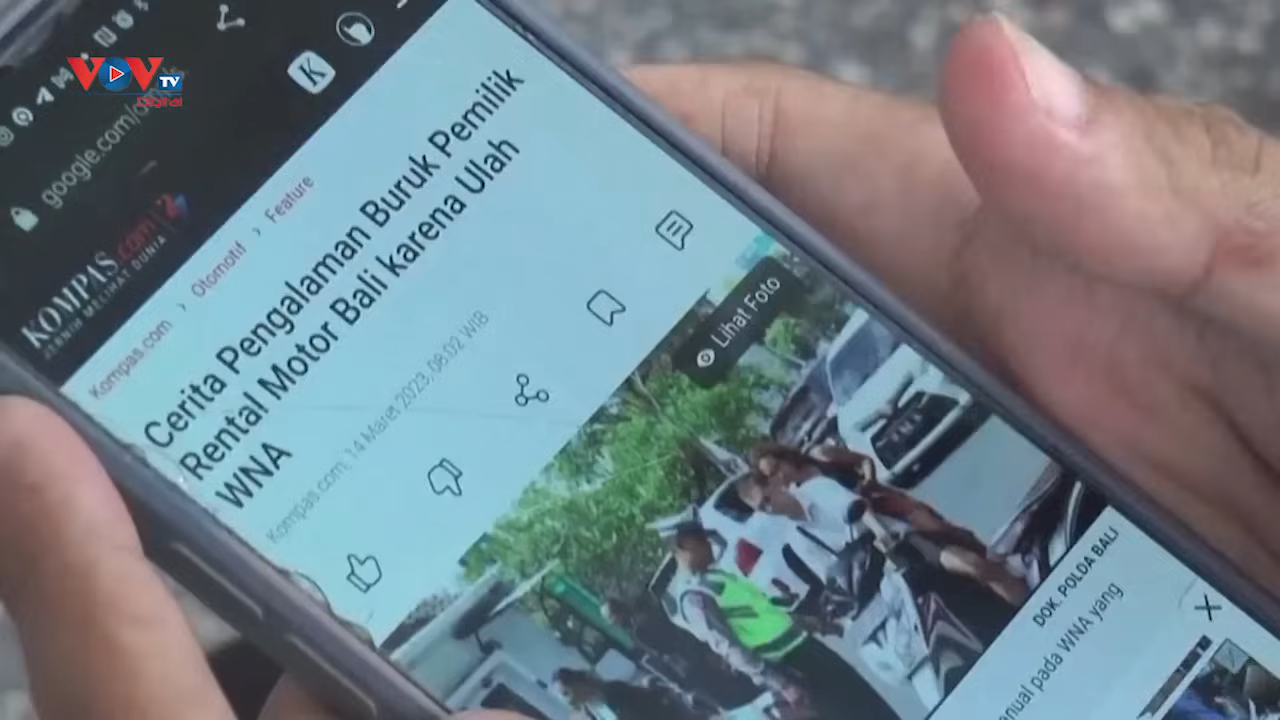 VOV TV
Digital
google.com/
K
KOMPAS.com
JERNIH MELIHAT DUNIA
Kompas.com › Otomotif › Feature
Cerita Pengalaman Buruk Pemilik
Rental Motor Bali karena Ulah
WNA
Kompas.com, 14 Maret 2023, 08:02 WIB
Lihat Foto
DOK. POLDA BALI
pada WNA yang